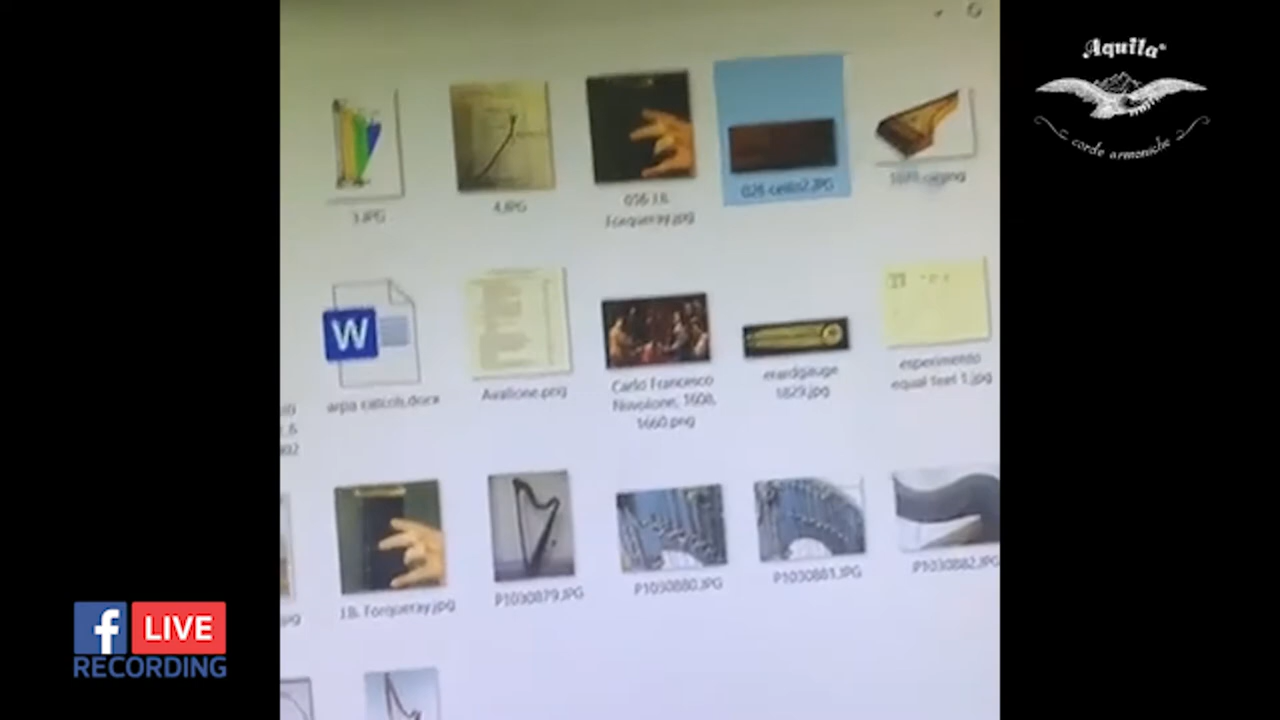 Aquila®
corde armoniche
3.JPG
4.JPG
016 J.B.
Forqueray.jpg
026 cello2.JPG
W
arpa calcoli.docx
Avallone.png
Carlo Francesco
Nuvolone, 1608,
1660.png
erardgauge
1829.jpg
esperimento
equal feel 1.jpg
J.B. Forqueray.jpg
P1030879.JPG
P1030880.JPG
P1030881.JPG
P1030882.JPG
f LIVE
RECORDING